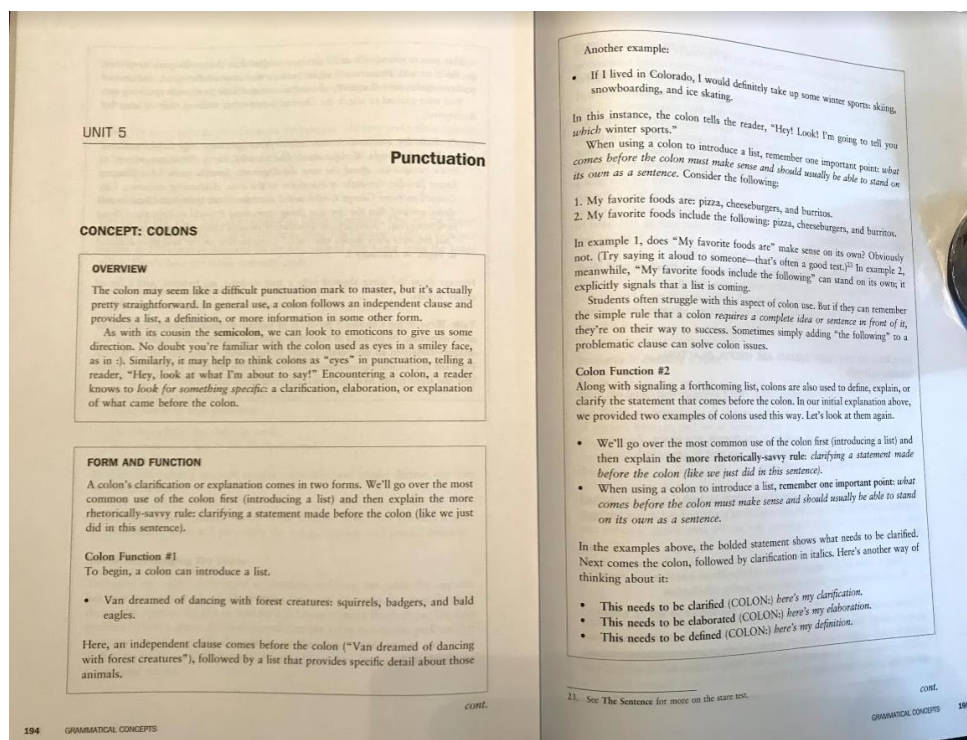 UNIT 5
Punctuation
CONCEPT: COLONS
OVERVIEW
The colon may seem like a difficult punctuation mark to master, but it's actually
pretty straightforward. In general use, a colon follows an independent clause and
provides a list, a definition, or more information in some other form.
As with its cousin the semicolon, we can look to emoticons to give us some
direction. No doubt you're familiar with the colon used as eyes in a smiley face,
as in :). Similarly, it may help to think colons as "eyes" in punctuation, telling a
reader, "Hey, look at what I'm about to say!" Encountering a colon, a reader
knows to look for something specific: a clarification, elaboration, or explanation
of what came before the colon.
FORM AND FUNCTION
A colon's clarification or explanation comes in two forms. We'll go over the most
common use of the colon first (introducing a list) and then explain the more
rhetorically-savvy rule: clarifying a statement made before the colon (like we just
did in this sentence).
Colon Function #1
To begin, a colon can introduce a list.
• Van dreamed of dancing with forest creatures: squirrels, badgers, and bald
eagles.
Here, an independent clause comes before the colon ("Van dreamed of dancing
with forest creatures"), followed by a list that provides specific detail about those
animals.
cont.
194 GRAMMATICAL CONCEPTS
Another example:
• If I lived in Colorado, I would definitely take up some winter sports: skiing,
snowboarding, and ice skating.
In this instance, the colon tells the reader, "Hey! Look! I'm going to tell you
which winter sports."
When using a colon to introduce a list, remember one important point: what
comes before the colon must make sense and should usually be able to stand on
its own as a sentence. Consider the following:
1. My favorite foods are: pizza, cheeseburgers, and burritos.
2. My favorite foods include the following: pizza, cheeseburgers, and burritos.
In example 1, does "My favorite foods are" make sense on its own? Obviously
not. (Try saying it aloud to someone—that's often a good test.)²³ In example 2,
meanwhile, "My favorite foods include the following" can stand on its own; it
explicitly signals that a list is coming.
Students often struggle with this aspect of colon use. But if they can remember
the simple rule that a colon requires a complete idea or sentence in front of it,
they're on their way to success. Sometimes simply adding "the following" to a
problematic clause can solve colon issues.
Colon Function #2
Along with signaling a forthcoming list, colons are also used to define, explain, or
clarify the statement that comes before the colon. In our initial explanation above,
we provided two examples of colons used this way. Let's look at them again.
• We'll go over the most common use of the colon first (introducing a list) and
then explain the more rhetorically-savvy rule: clarifying a statement made
before the colon (like we just did in this sentence).
• When using a colon to introduce a list, remember one important point: what
comes before the colon must make sense and should usually be able to stand
on its own as a sentence.
In the examples above, the bolded statement shows what needs to be clarified.
Next comes the colon, followed by clarification in italics. Here's another way of
thinking about it:
• This needs to be clarified (COLON:) here's my clarification.
• This needs to be elaborated (COLON:) here's my elaboration.
• This needs to be defined (COLON:) here's my definition.
23. See The Sentence for more on the stare test.
cont.
GRAMMATICAL CONCEPTS